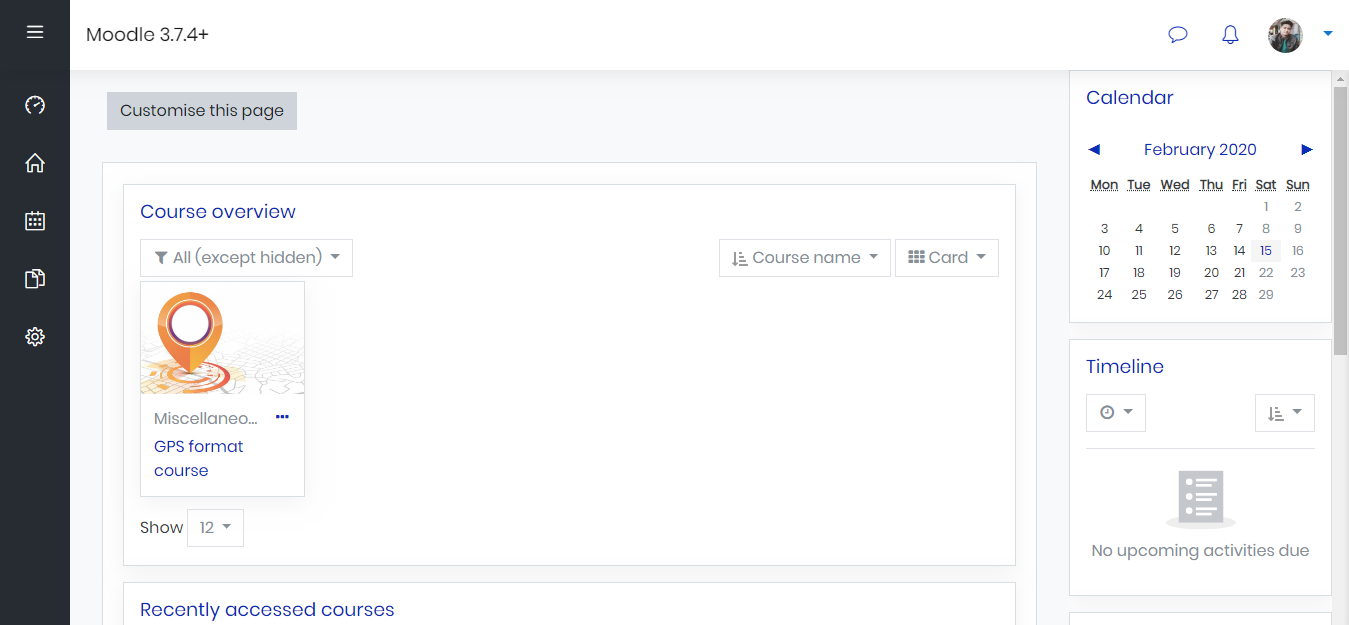 Moodle 3.7.4+
Customise this page
Course overview
All (except hidden)
Course name
Card
Miscellaneo...
GPS format
course
Show 12
Recently accessed courses
Calendar
February 2020
Mon Tue Wed Thu Fri Sat Sun
1 2
3 4 5 6 7 8 9
10 11 12 13 14 15 16
17 18 19 20 21 22 23
24 25 26 27 28 29
Timeline
No upcoming activities due